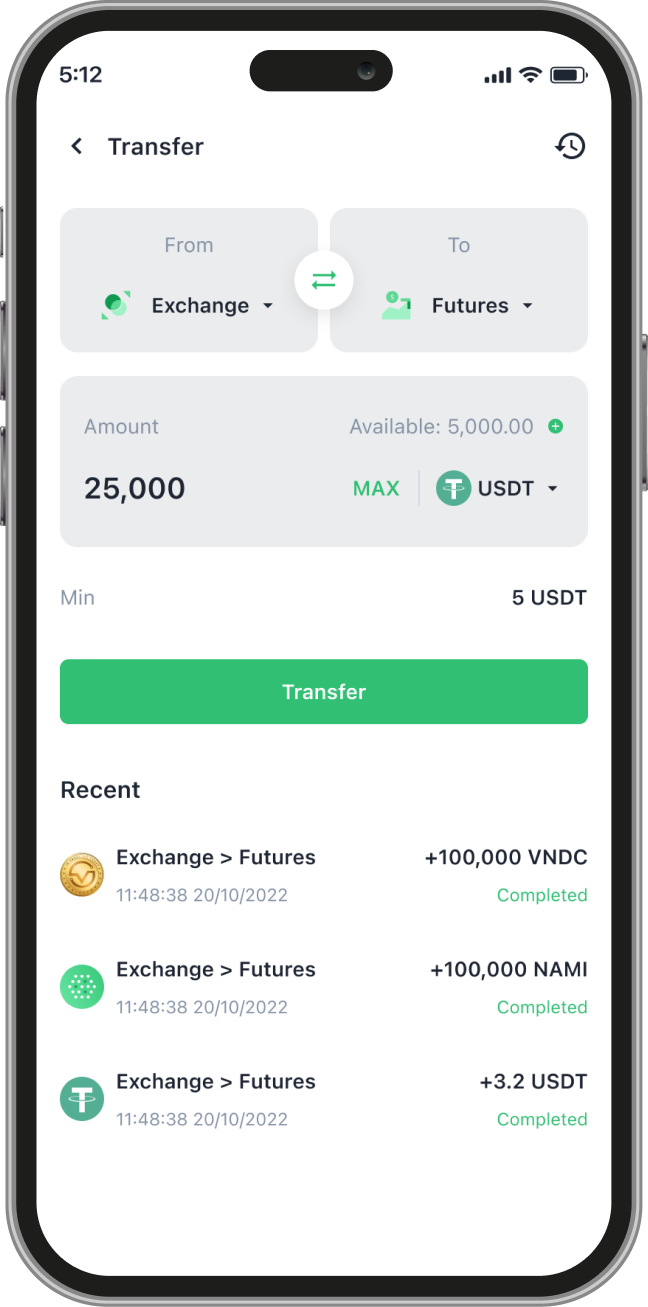 5:12
Transfer
From
To
Exchange
Futures
Amount
Available: 5,000.00
25,000
MAX
USDT
Min
5 USDT
Transfer
Recent
Exchange > Futures
+100,000 VNDC
11:48:38 20/10/2022
Completed
Exchange > Futures
+100,000 NAMI
11:48:38 20/10/2022
Completed
Exchange > Futures
+3.2 USDT
11:48:38 20/10/2022
Completed